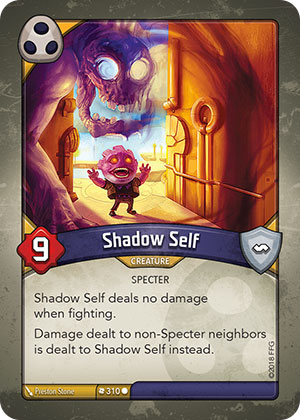 9
Shadow Self
CREATURE
SPECTER
Shadow Self deals no damage
when fighting.
Damage dealt to non-Specter neighbors
is dealt to Shadow Self instead.
©2018 FFG
Preston Stone
310